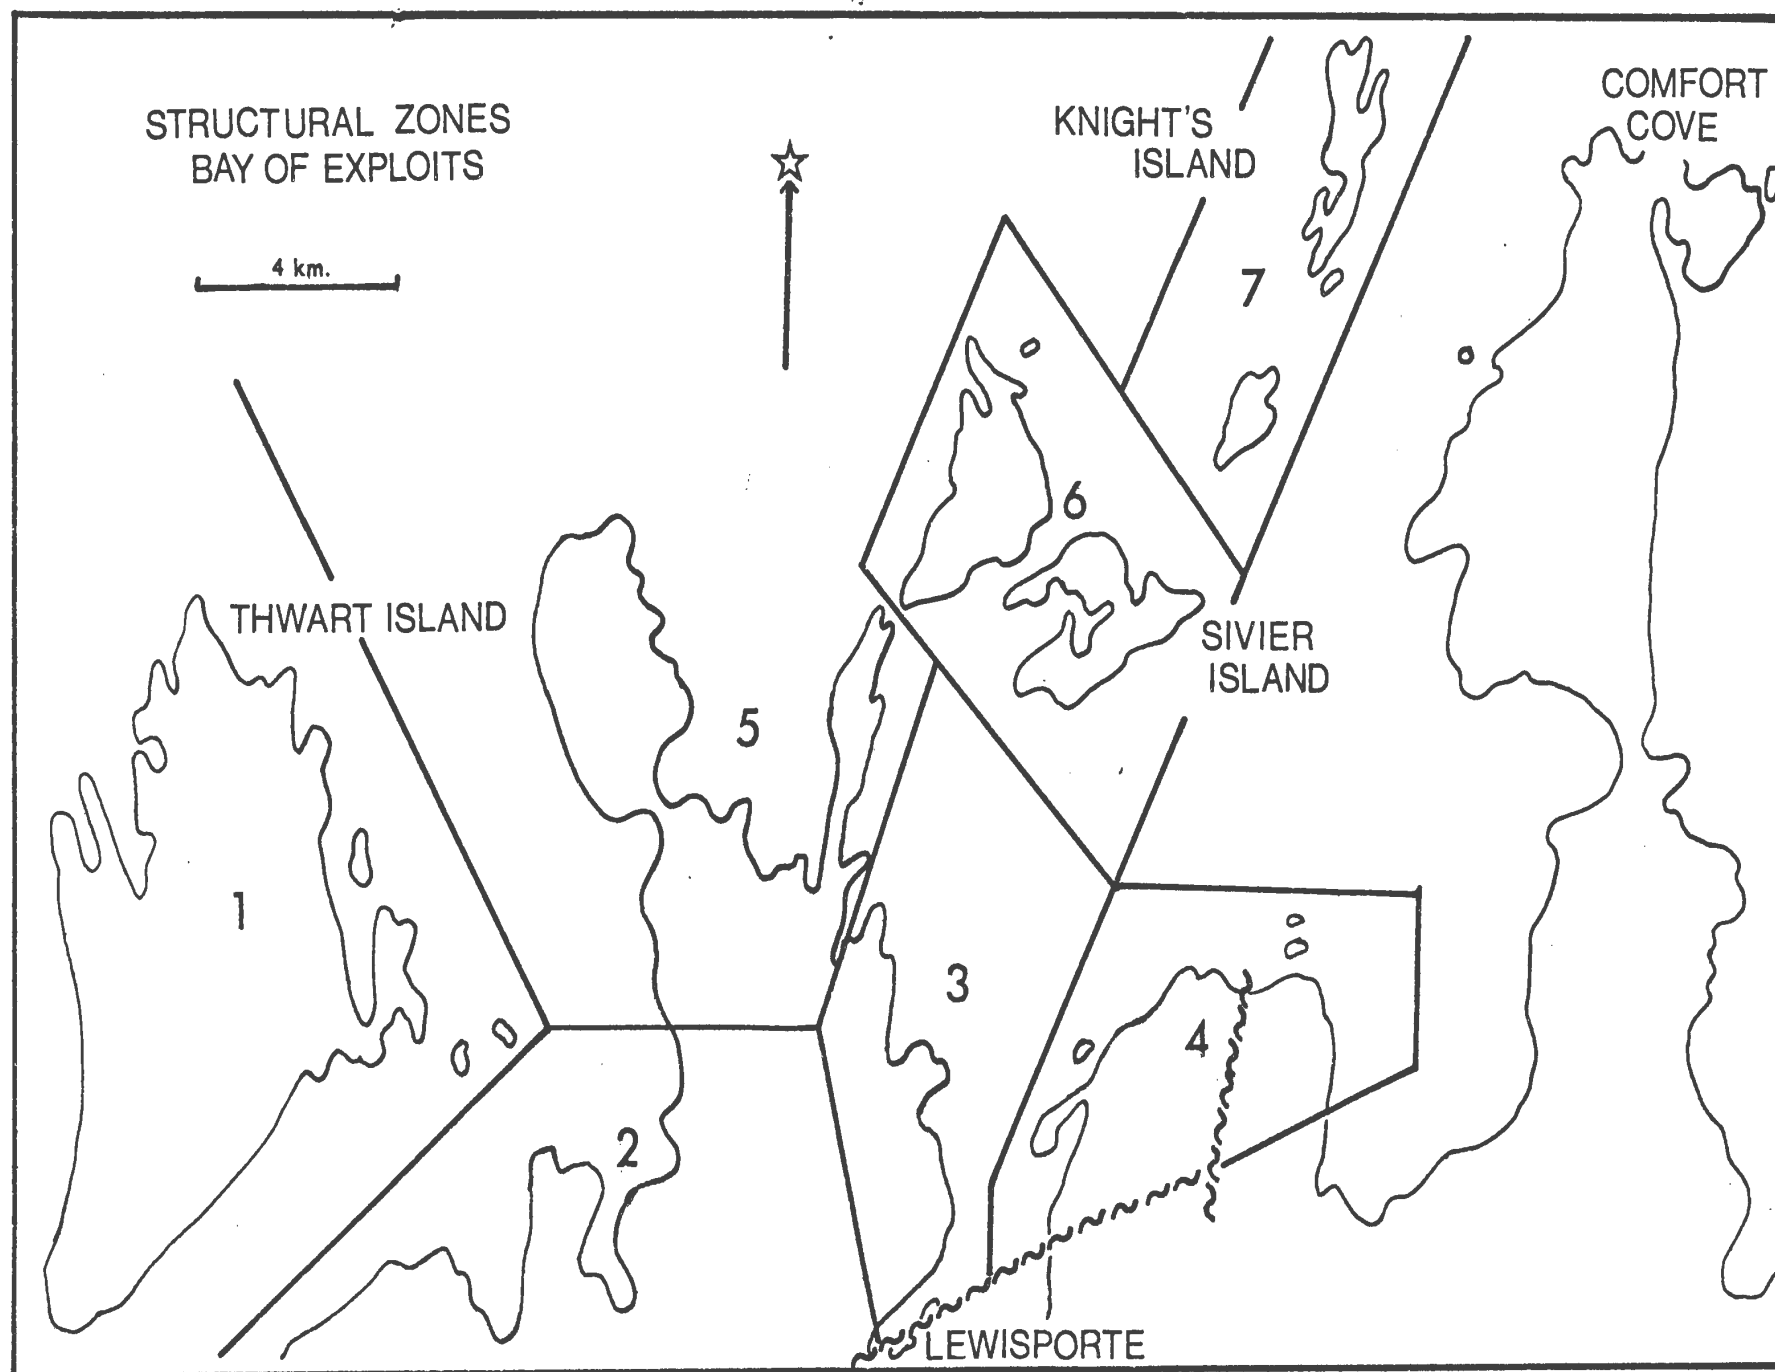 STRUCTURAL ZONES
BAY OF EXPLOITS
4 km.
KNIGHT'S
ISLAND
COMFORT
COVE
7
6
THWART ISLAND
SIVIER
ISLAND
5
1
3
4
2
LEWISPORTE